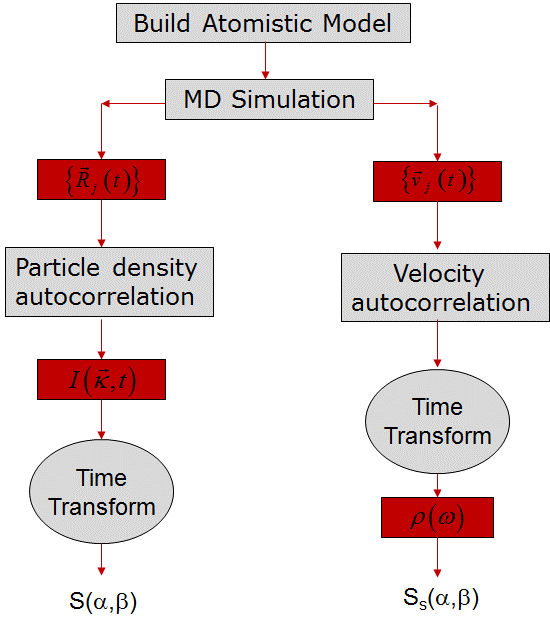 Build Atomistic Model
MD Simulation
{R⃗ⱼ(t)}
{v⃗ⱼ(t)}
Particle density
autocorrelation
Velocity
autocorrelation
I(κ⃗,t)
Time
Transform
Time
Transform
ρ(ω)
S(α,β)
Sₛ(α,β)